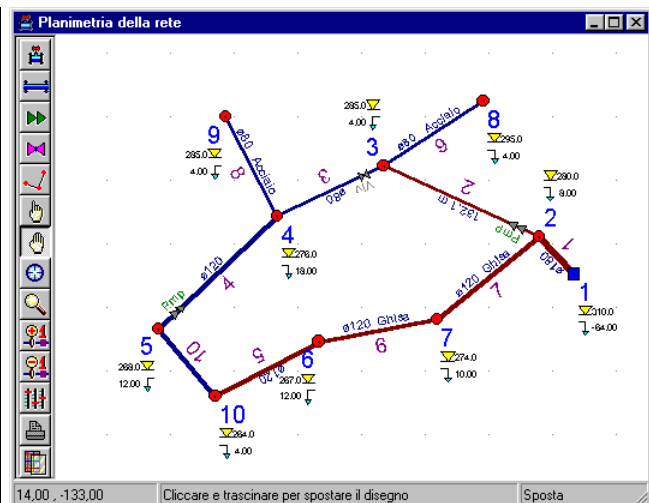 Planimetria della rete
285.0
4.00
9
285.0
4.00
ø80 Acciaio
8
3
3
Vlv
ø80
ø80 Acciaio
6
8
295.0
4.00
2
132,1 m
Pmp
280.0
8.00
2
1
ø180
1
310.0
-64.00
4
276.0
18.00
ø120
4
Pmp
5
268.0
12.00
10
5
ø120
6
267.0
12.00
ø120 Ghisa
9
7
274.0
10.00
ø120 Ghisa
7
10
264.0
4.00
14,00 , -133,00 Cliccare e trascinare per spostare il disegno Sposta